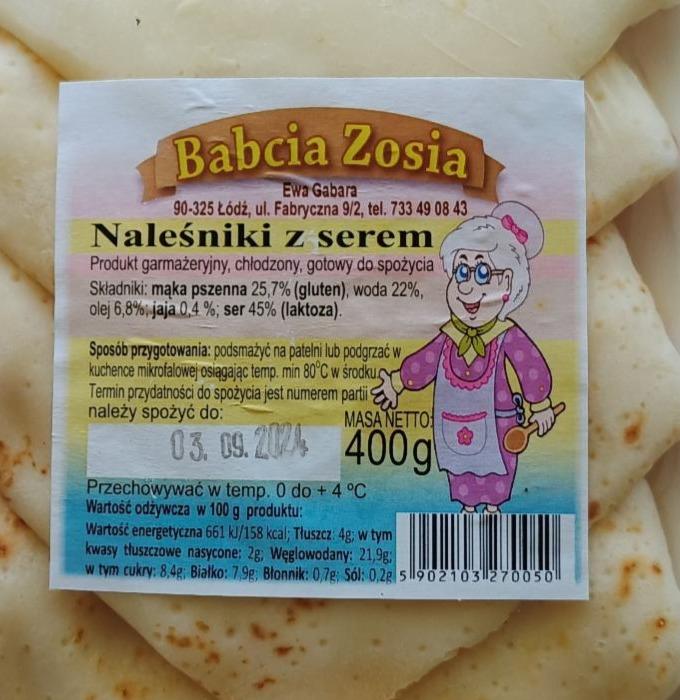 Babcia Zosia
Ewa Gabara
90-325 Łódź, ul. Fabryczna 9/2, tel. 733 49 08 43
Naleśniki z serem
Produkt garmażeryjny, chłodzony, gotowy do spożycia
Składniki: mąka pszenna 25,7% (gluten), woda 22%,
olej 6,8%; jaja 0,4 %; ser 45% (laktoza).
Sposób przygotowania: podsmażyć na patelni lub podgrzać w
kuchence mikrofalowej osiągając temp. min 80°C w środku.
Termin przydatności do spożycia jest numerem partii
należy spożyć do:
03. 09. 2024
MASA NETTO:
400g
Przechowywać w temp. 0 do + 4 °C
Wartość odżywcza w 100 g produktu:
Wartość energetyczna 661 kJ/158 kcal; Tłuszcz: 4g; w tym
kwasy tłuszczowe nasycone: 2g; Węglowodany: 21,9g;
w tym cukry: 8,4g; Białko: 7,9g; Błonnik: 0,7g; Sól: 0,2g
5 902103 270050